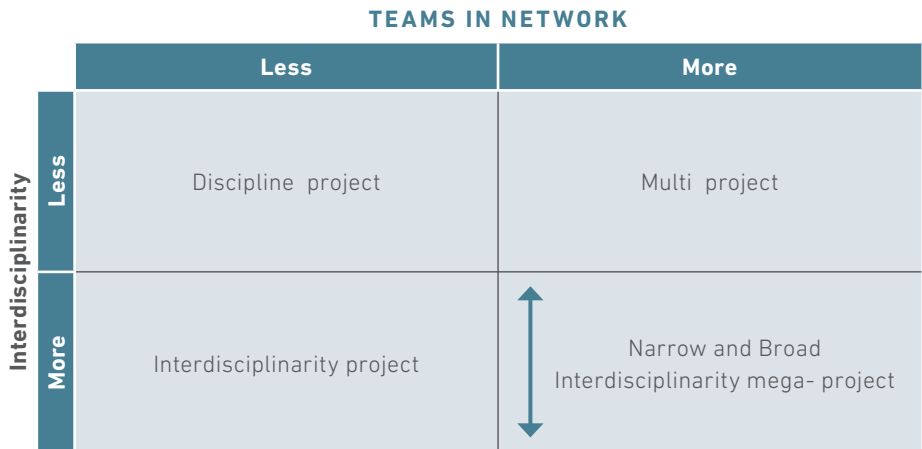 TEAMS IN NETWORK
Less
More
Interdisciplinarity
Less
Discipline project
Multi project
More
Interdisciplinarity project
Narrow and Broad
Interdisciplinarity mega- project